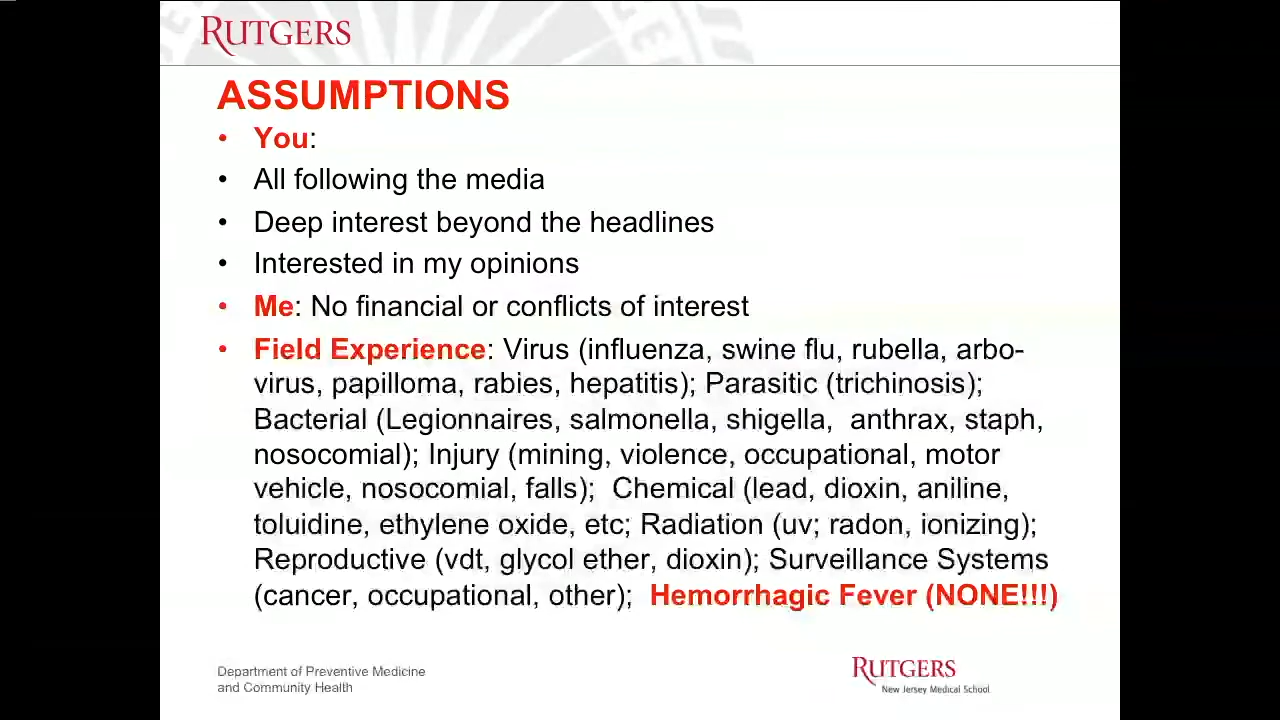 RUTGERS
ASSUMPTIONS
• You:
• All following the media
• Deep interest beyond the headlines
• Interested in my opinions
• Me: No financial or conflicts of interest
• Field Experience: Virus (influenza, swine flu, rubella, arbo-
virus, papilloma, rabies, hepatitis); Parasitic (trichinosis);
Bacterial (Legionnaires, salmonella, shigella,  anthrax, staph,
nosocomial); Injury (mining, violence, occupational, motor
vehicle, nosocomial, falls);  Chemical (lead, dioxin, aniline,
toluidine, ethylene oxide, etc; Radiation (uv; radon, ionizing);
Reproductive (vdt, glycol ether, dioxin); Surveillance Systems
(cancer, occupational, other);  Hemorrhagic Fever (NONE!!!)
Department of Preventive Medicine
and Community Health
RUTGERS
New Jersey Medical School